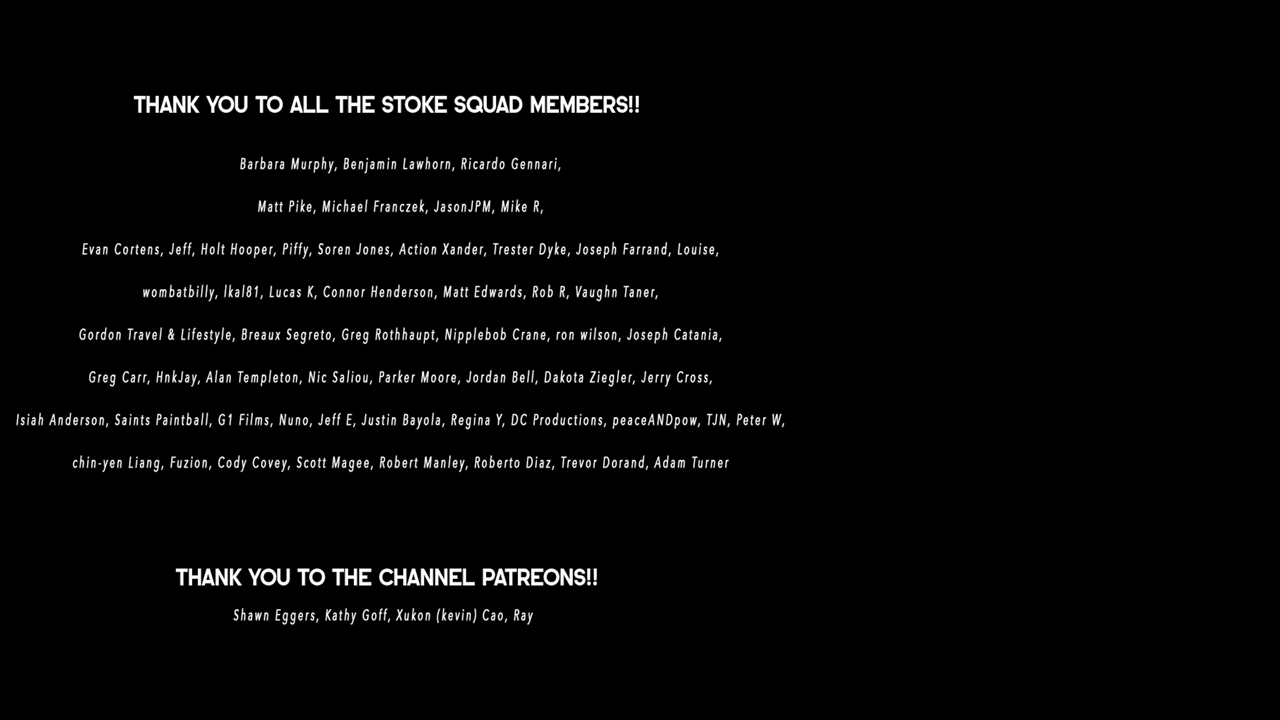 THANK YOU TO ALL THE STOKE SQUAD MEMBERS!!
Barbara Murphy, Benjamin Lawhorn, Ricardo Gennari,
Matt Pike, Michael Franczek, JasonJPM, Mike R,
Evan Cortens, Jeff, Holt Hooper, Piffy, Soren Jones, Action Xander, Trester Dyke, Joseph Farrand, Louise,
wombatbilly, lkal81, Lucas K, Connor Henderson, Matt Edwards, Rob R, Vaughn Taner,
Gordon Travel & Lifestyle, Breaux Segreto, Greg Rothhaupt, Nipplebob Crane, ron wilson, Joseph Catania,
Greg Carr, HnkJay, Alan Templeton, Nic Saliou, Parker Moore, Jordan Bell, Dakota Ziegler, Jerry Cross,
Isiah Anderson, Saints Paintball, G1 Films, Nuno, Jeff E, Justin Bayola, Regina Y, DC Productions, peaceANDpow, TJN, Peter W,
chin-yen Liang, Fuzion, Cody Covey, Scott Magee, Robert Manley, Roberto Diaz, Trevor Dorand, Adam Turner
THANK YOU TO THE CHANNEL PATREONS!!
Shawn Eggers, Kathy Goff, Xukon (kevin) Cao, Ray